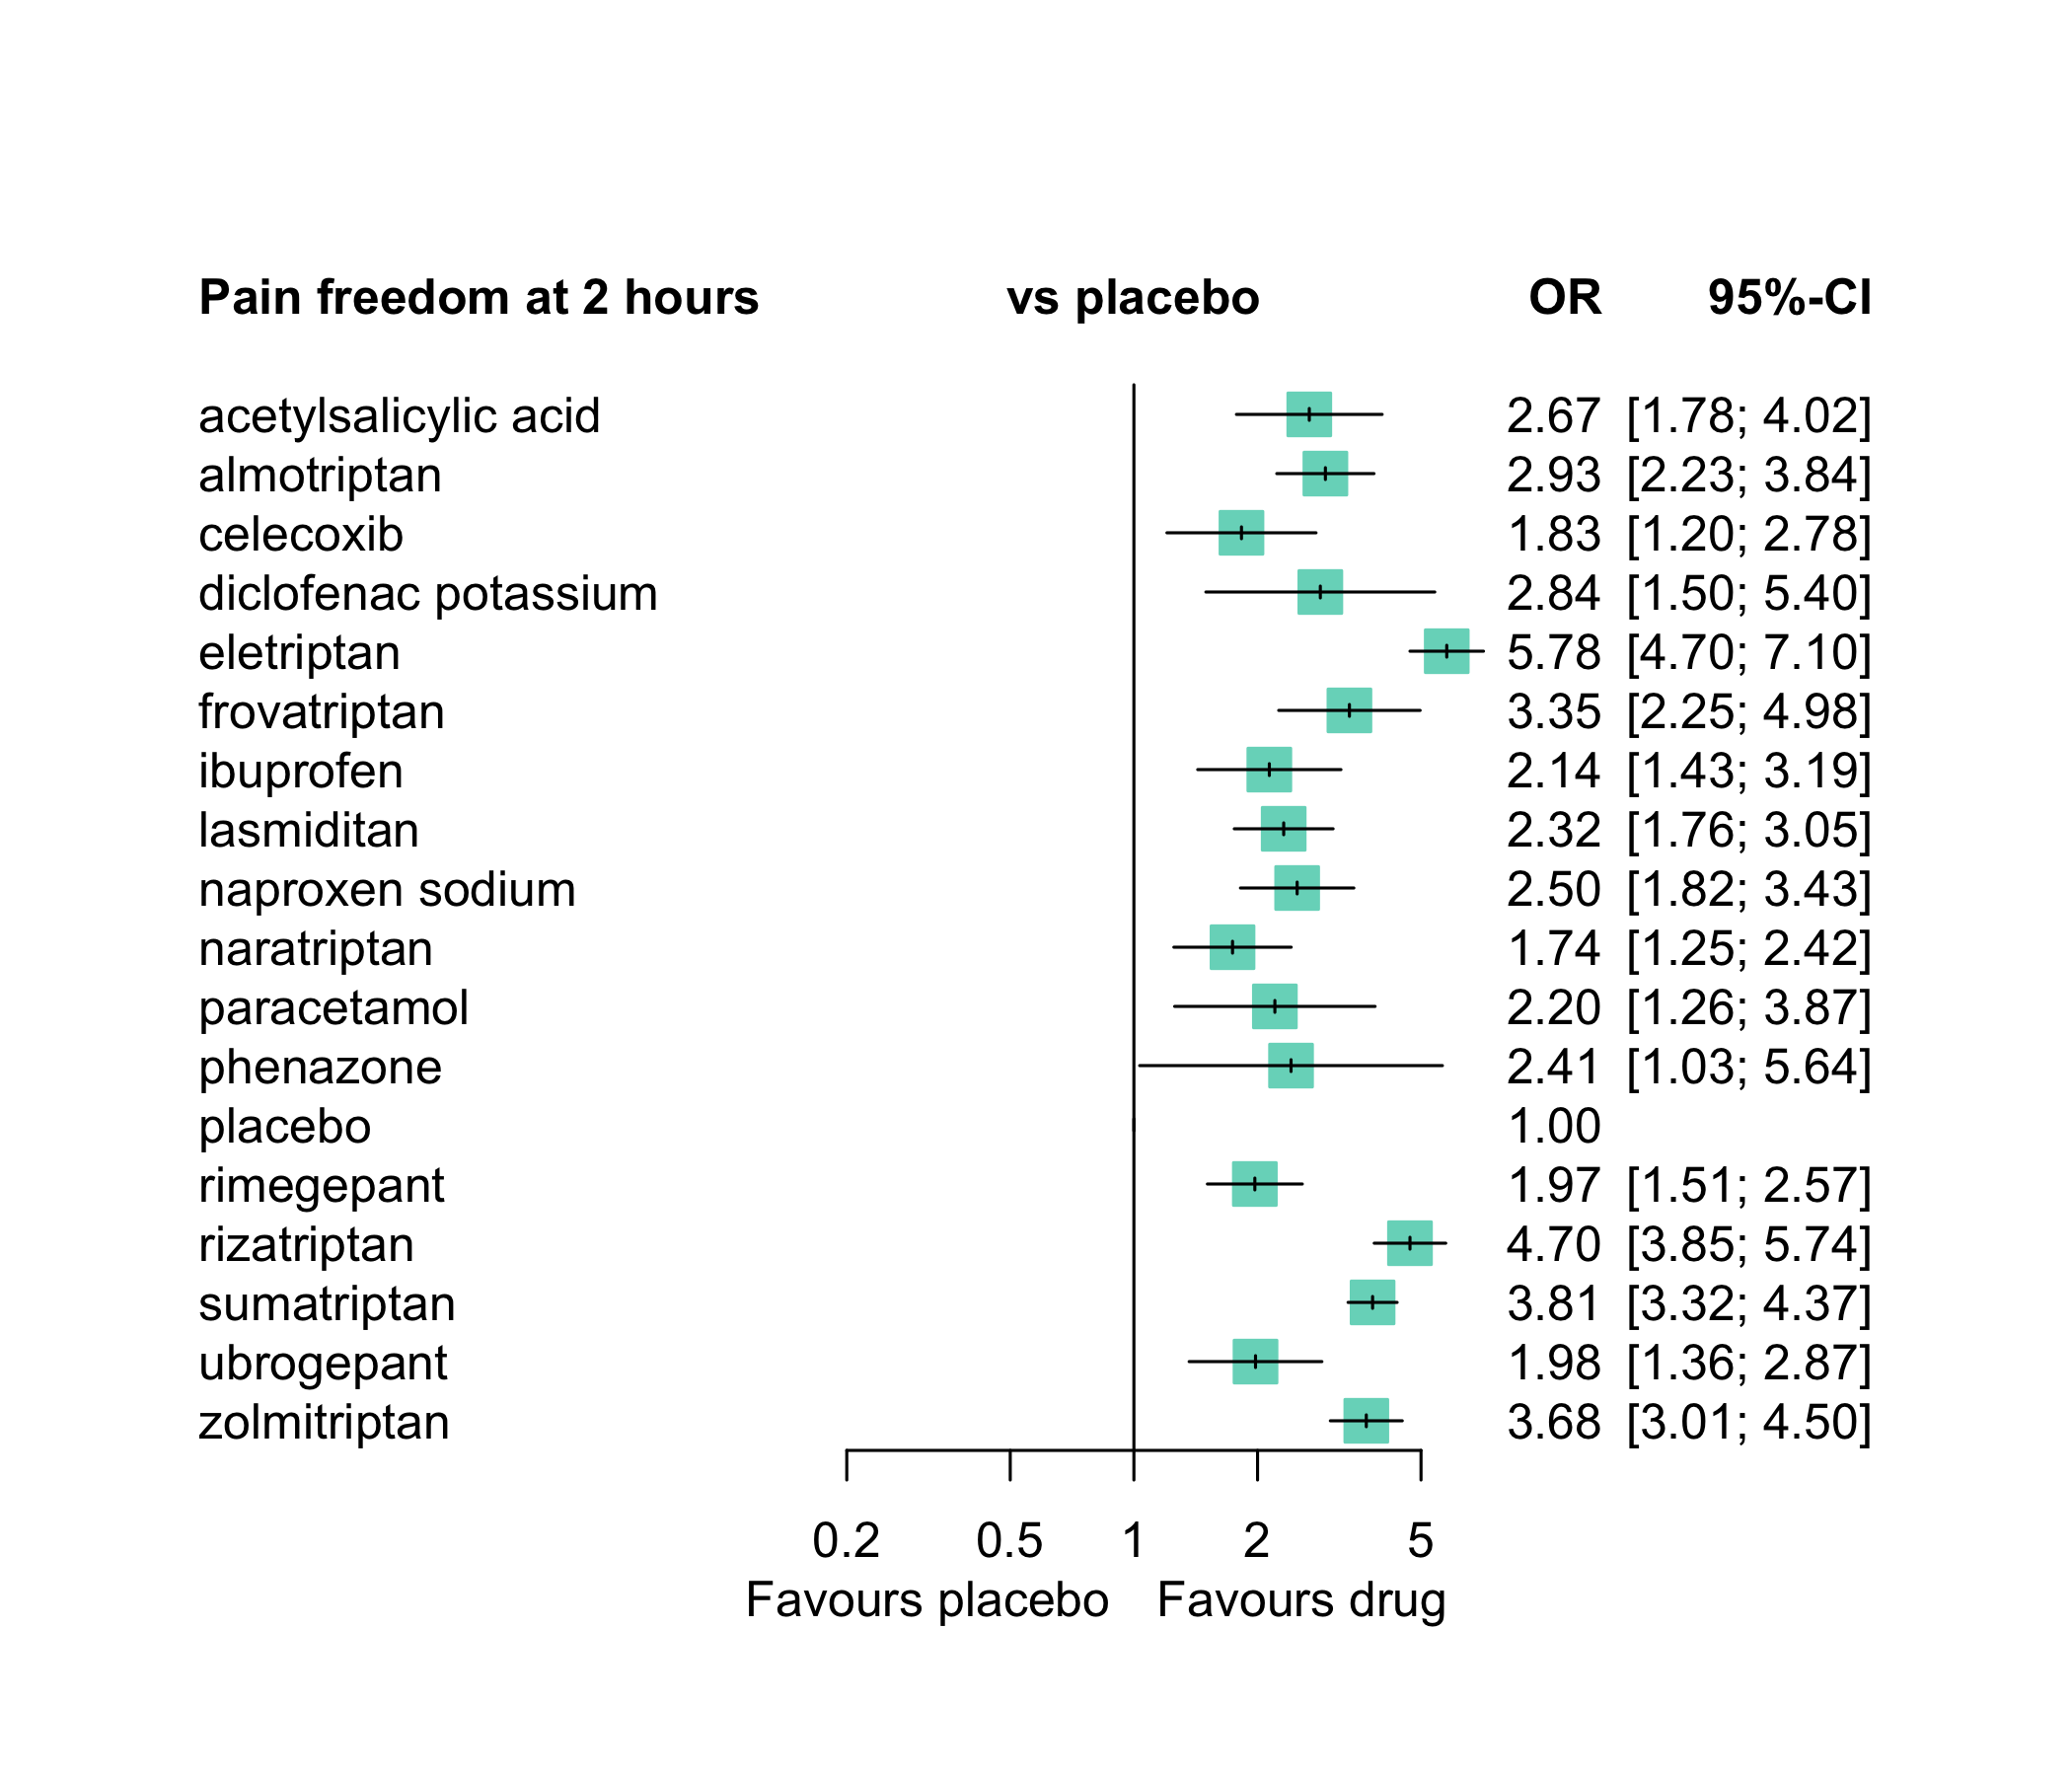 Pain freedom at 2 hours vs placebo OR 95%-CI
acetylsalicylic acid 2.67 [1.78; 4.02]
almotriptan 2.93 [2.23; 3.84]
celecoxib 1.83 [1.20; 2.78]
diclofenac potassium 2.84 [1.50; 5.40]
eletriptan 5.78 [4.70; 7.10]
frovatriptan 3.35 [2.25; 4.98]
ibuprofen 2.14 [1.43; 3.19]
lasmiditan 2.32 [1.76; 3.05]
naproxen sodium 2.50 [1.82; 3.43]
naratriptan 1.74 [1.25; 2.42]
paracetamol 2.20 [1.26; 3.87]
phenazone 2.41 [1.03; 5.64]
placebo 1.00
rimegepant 1.97 [1.51; 2.57]
rizatriptan 4.70 [3.85; 5.74]
sumatriptan 3.81 [3.32; 4.37]
ubrogepant 1.98 [1.36; 2.87]
zolmitriptan 3.68 [3.01; 4.50]
0.2 0.5 1 2 5
Favours placebo Favours drug